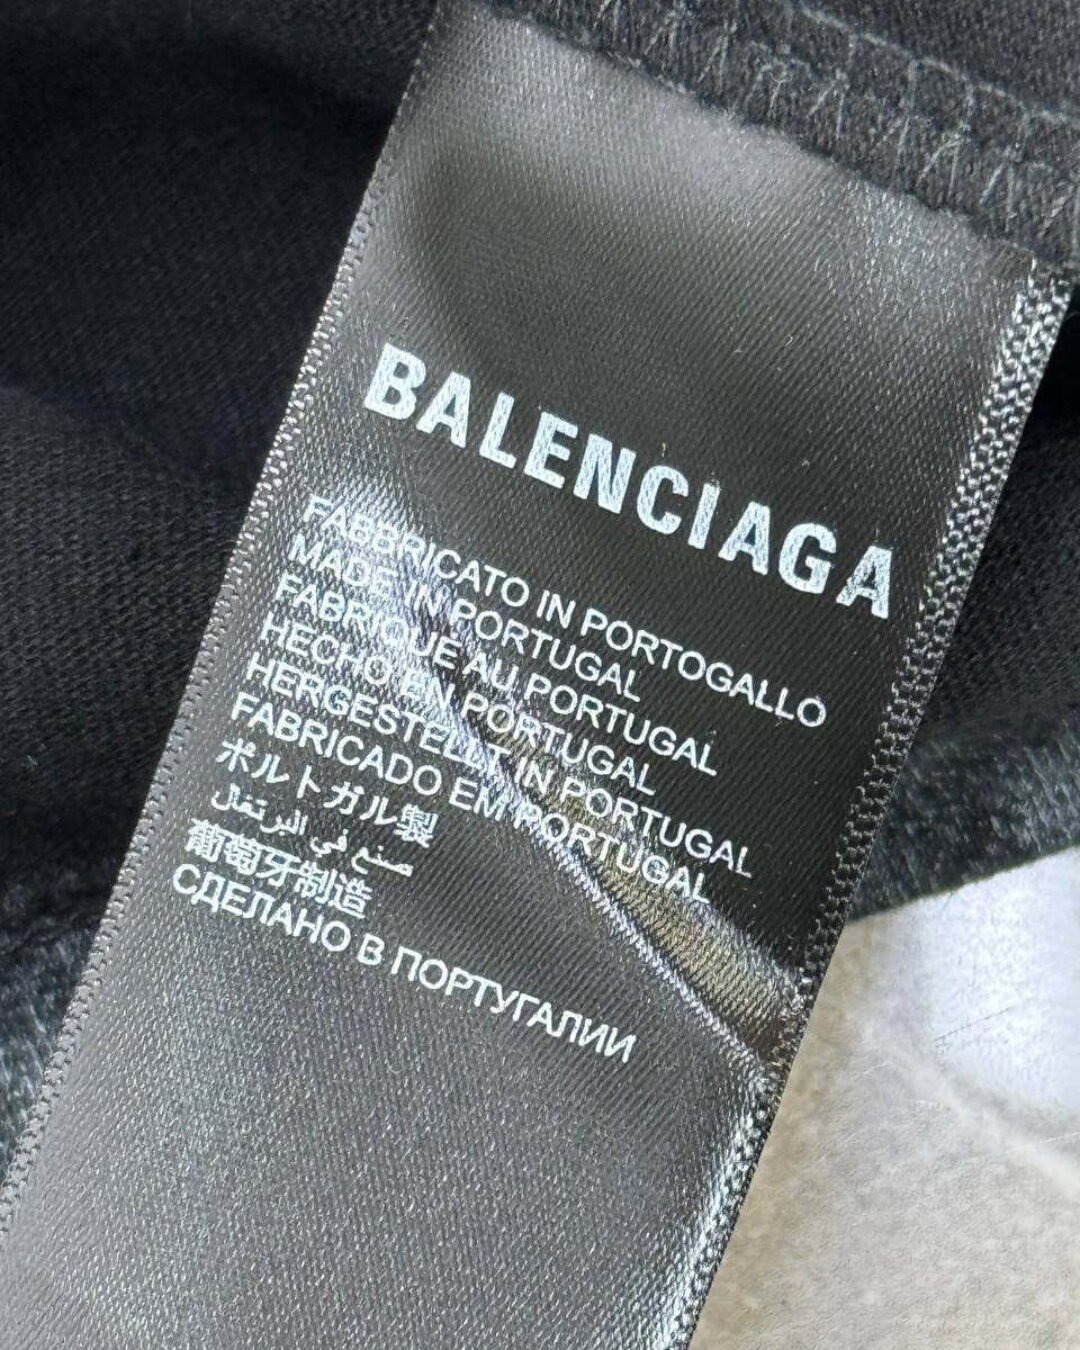 BALENCIAGA
FABBRICATO IN PORTOGALLO
MADE IN PORTUGAL
FABRIQUE AU PORTUGAL
HECHO EN PORTUGAL
HERGESTELLT IN PORTUGAL
FABRICADO EM PORTUGAL
ポルトガル製
صنع في البرتغال
葡萄牙制造
СДЕЛАНО В ПОРТУГАЛИИ